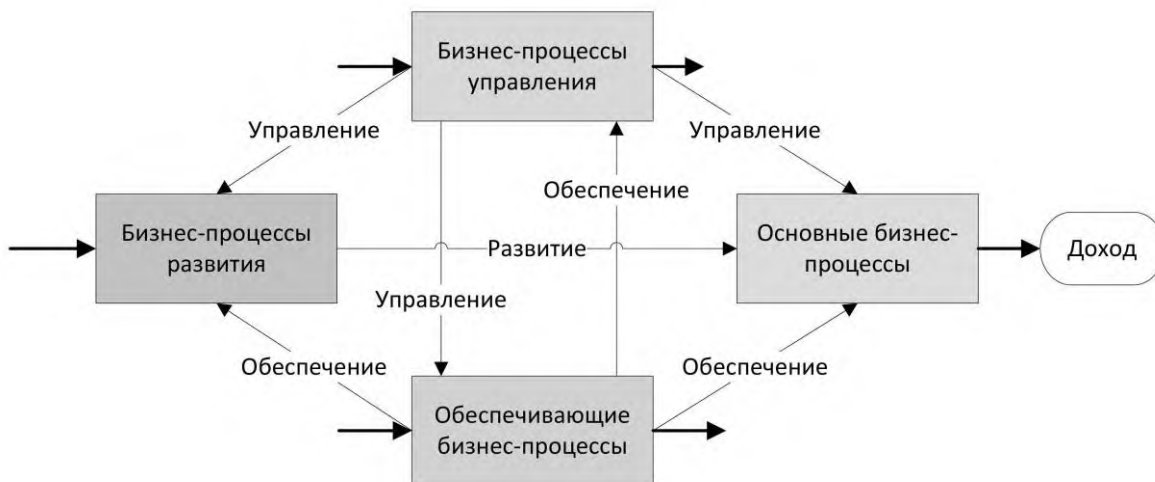 Бизнес-процессы
управления
Управление
Управление
Обеспечение
Бизнес-процессы
развития
Развитие
Основные бизнес-
процессы
Доход
Управление
Обеспечение
Обеспечение
Обеспечивающие
бизнес-процессы